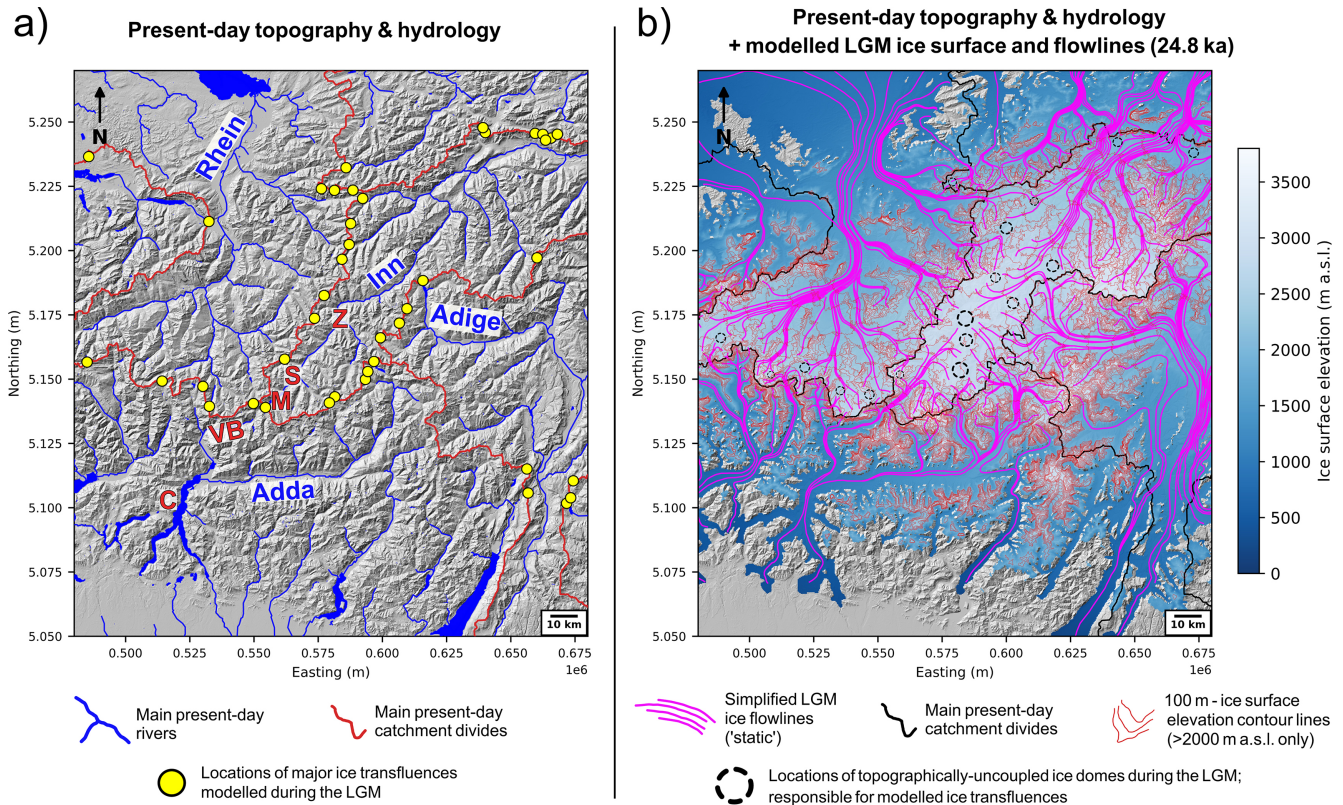 a)
Present-day topography & hydrology
N
Rhein
Inn
Adige
Z
S
M
VB
C
Adda
5.250
5.225
5.200
5.175
5.150
5.125
5.100
5.075
5.050
Northing (m)
0.500
0.525
0.550
0.575
0.600
0.625
0.650
0.675
1e6
Easting (m)
10 km
Main present-day
rivers
Main present-day
catchment divides
Locations of major ice transfluences
modelled during the LGM
b)
Present-day topography & hydrology
+ modelled LGM ice surface and flowlines (24.8 ka)
N
5.250
5.225
5.200
5.175
5.150
5.125
5.100
5.075
5.050
Northing (m)
0.500
0.525
0.550
0.575
0.600
0.625
0.650
0.675
1e6
Easting (m)
10 km
3500
3000
2500
2000
1500
1000
500
0
Ice surface elevation (m a.s.l.)
Simplified LGM
ice flowlines
('static')
Main present-day
catchment divides
100 m - ice surface
elevation contour lines
(>2000 m a.s.l. only)
Locations of topographically-uncoupled ice domes during the LGM;
responsible for modelled ice transfluences